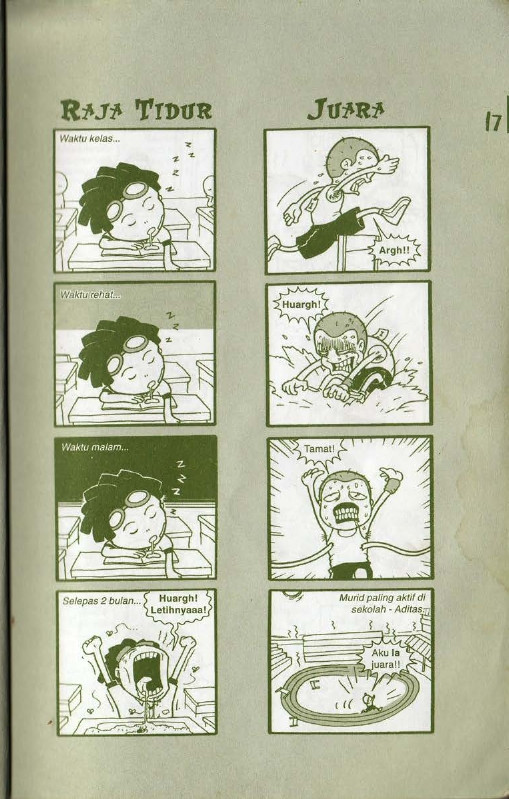 RAJA TIDUR
Waktu kelas...
Z Z Z Z Z
Waktu rehat...
Z Z Z Z
Waktu malam...
Z Z Z Z
Selepas 2 bulan...
Huargh!
Letihnyaaa!
JUARA
17
Argh!!
Huargh!
Tamat!
Murid paling aktif di
sekolah - Aditas.
Aku la
juara!!